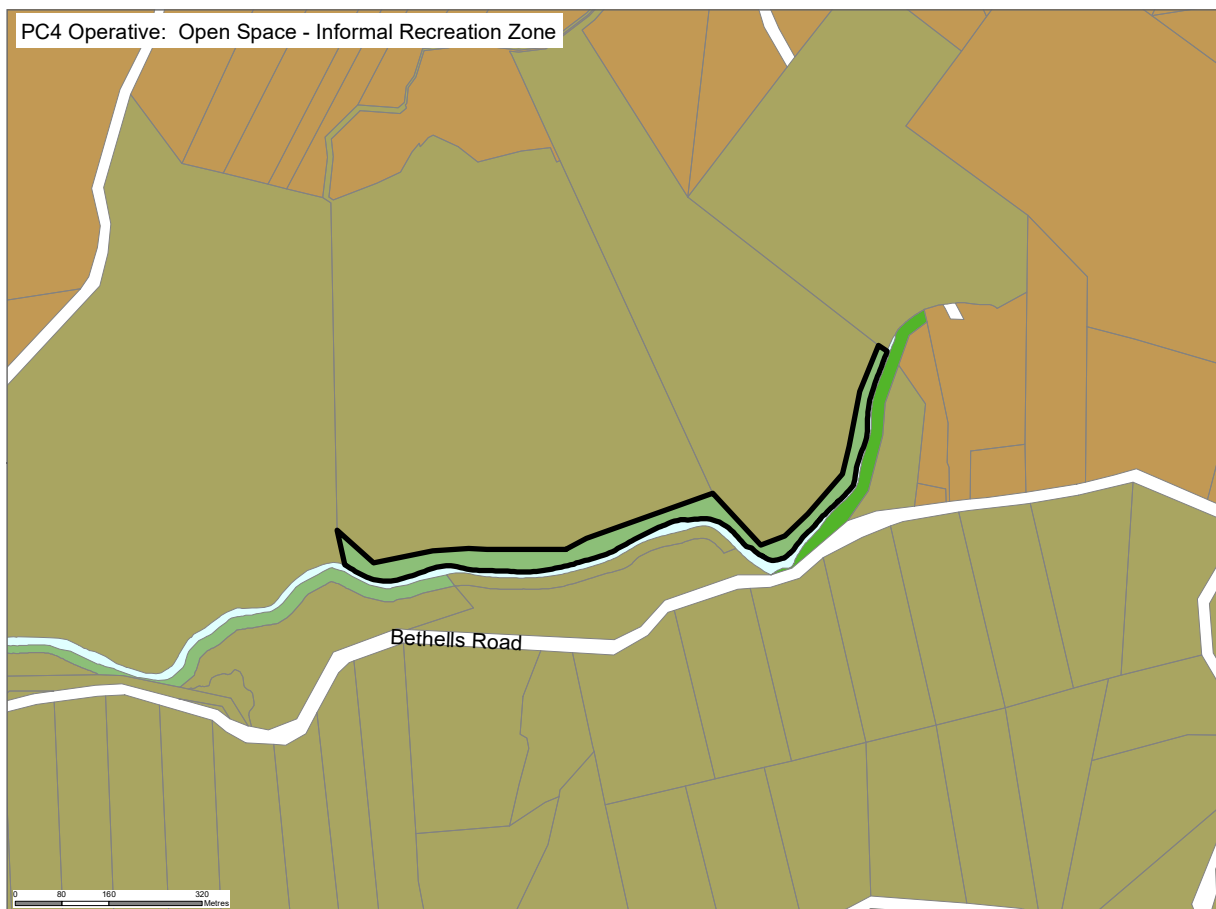 PC4 Operative: Open Space - Informal Recreation Zone
Bethells Road
0 80 160 320
Metres